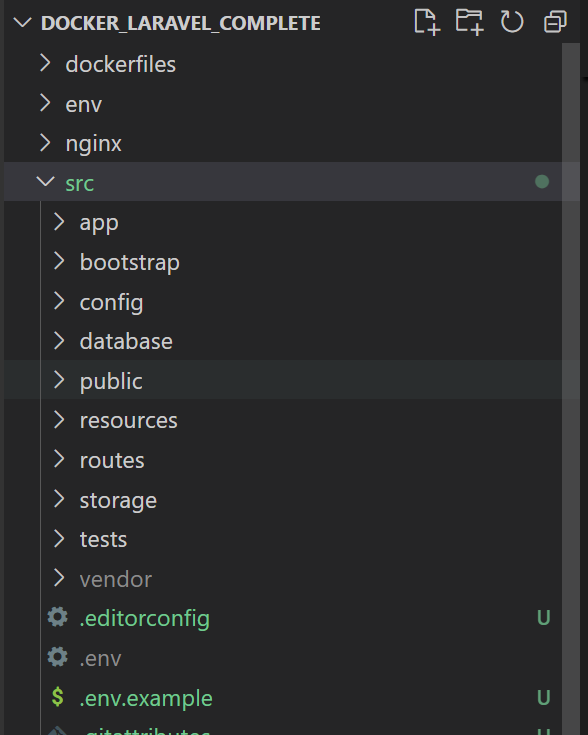 DOCKER_LARAVEL_COMPLETE
dockerfiles
env
nginx
src
app
bootstrap
config
database
public
resources
routes
storage
tests
vendor
.editorconfig U
.env
$ .env.example U
.gitattributes